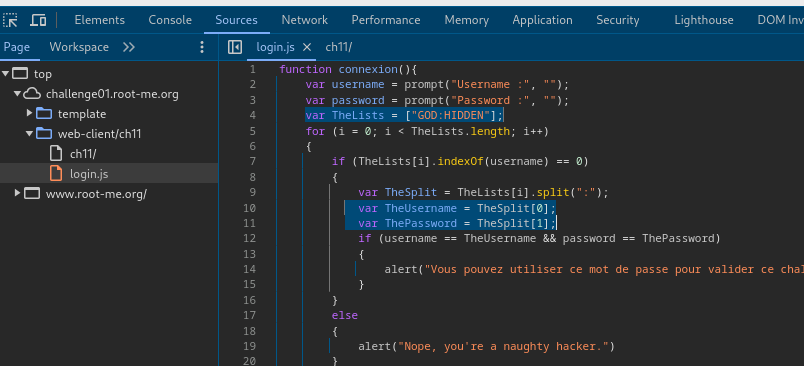 Elements Console Sources Network Performance Memory Application Security Lighthouse DOM Inv
Page Workspace login.js × ch11/
top
challenge01.root-me.org
template
web-client/ch11
ch11/
login.js
www.root-me.org/
1 function connexion(){
2 var username = prompt("Username :", "");
3 var password = prompt("Password :", "");
4 var TheLists = ["GOD:HIDDEN"];
5 for (i = 0; i < TheLists.length; i++)
6 {
7 if (TheLists[i].indexOf(username) == 0)
8 {
9 var TheSplit = TheLists[i].split(":");
10 var TheUsername = TheSplit[0];
11 var ThePassword = TheSplit[1];
12 if (username == TheUsername && password == ThePassword)
13 {
14 alert("Vous pouvez utiliser ce mot de passe pour valider ce chal
15 }
16 }
17 else
18 {
19 alert("Nope, you're a naughty hacker.")
20 }